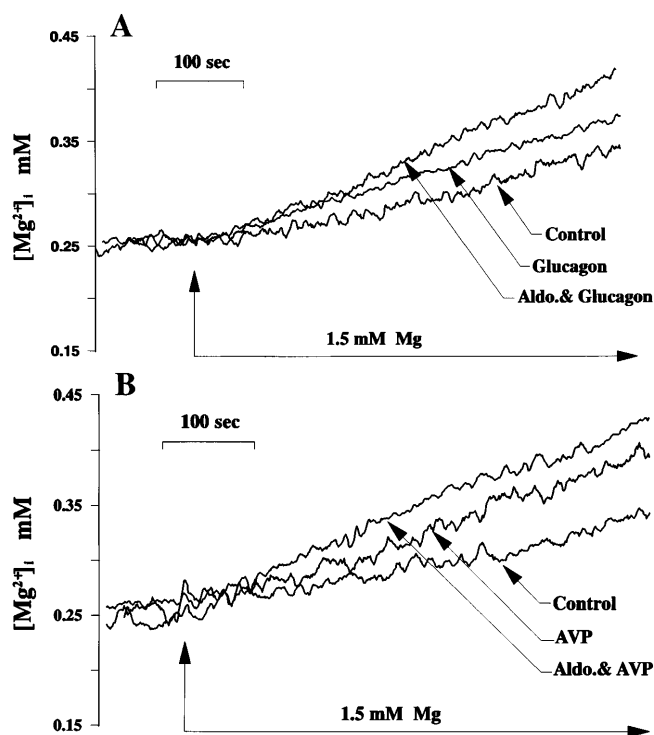 A
0.45
100 sec
0.35
[Mg2+]i mM
0.25
Control
Glucagon
Aldo.& Glucagon
0.15
1.5 mM Mg
B
0.45
100 sec
0.35
[Mg2+]i mM
0.25
Control
AVP
Aldo.& AVP
0.15
1.5 mM Mg